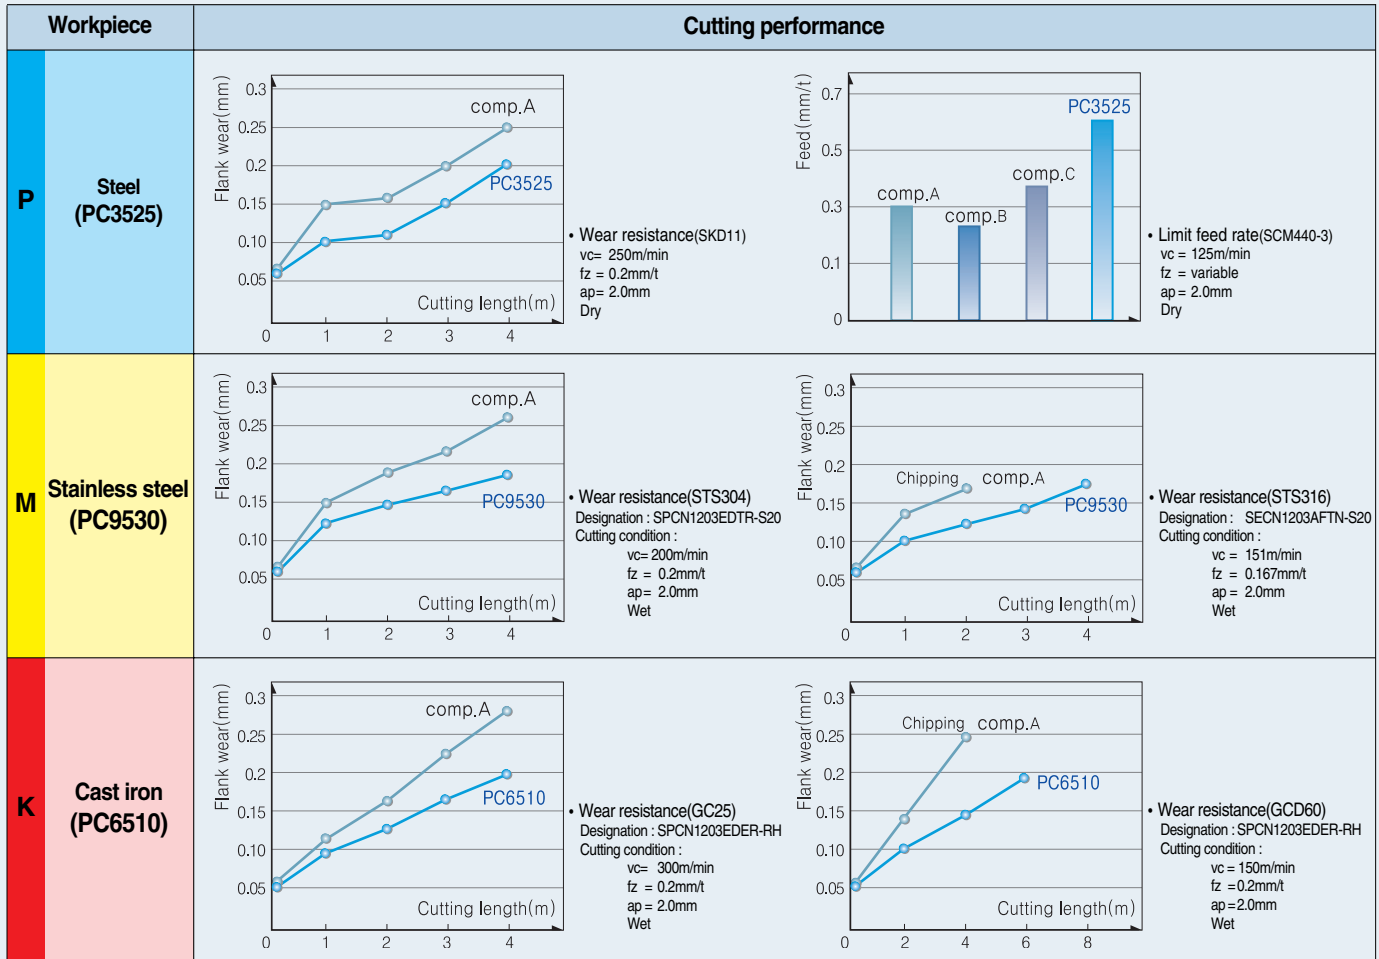 Workpiece
Cutting performance
P
Steel
(PC3525)
Flank wear(mm)
0.3
0.25
0.2
0.15
0.10
0.05
comp.A
PC3525
Cutting length(m)
0 1 2 3 4
• Wear resistance(SKD11)
vc= 250m/min
fz = 0.2mm/t
ap= 2.0mm
Dry
Feed(mm/t)
0.7
0.5
0.3
0.1
0
comp.A
comp.B
comp.C
PC3525
• Limit feed rate(SCM440-3)
vc = 125m/min
fz = variable
ap = 2.0mm
Dry
M
Stainless steel
(PC9530)
Flank wear(mm)
0.3
0.25
0.2
0.15
0.10
0.05
comp.A
PC9530
Cutting length(m)
0 1 2 3 4
• Wear resistance(STS304)
Designation : SPCN1203EDTR-S20
Cutting condition :
vc= 200m/min
fz = 0.2mm/t
ap= 2.0mm
Wet
Flank wear(mm)
0.3
0.25
0.2
0.15
0.10
0.05
Chipping comp.A
PC9530
Cutting length(m)
0 1 2 3 4
• Wear resistance(STS316)
Designation : SECN1203AFTN-S20
Cutting condition :
vc = 151m/min
fz = 0.167mm/t
ap = 2.0mm
Wet
K
Cast iron
(PC6510)
Flank wear(mm)
0.3
0.25
0.2
0.15
0.10
0.05
comp.A
PC6510
Cutting length(m)
0 1 2 3 4
• Wear resistance(GC25)
Designation : SPCN1203EDER-RH
Cutting condition :
vc= 300m/min
fz = 0.2mm/t
ap = 2.0mm
Wet
Flank wear(mm)
0.3
0.25
0.2
0.15
0.10
0.05
Chipping comp.A
PC6510
Cutting length(m)
0 2 4 6 8
• Wear resistance(GCD60)
Designation : SPCN1203EDER-RH
Cutting condition :
vc = 150m/min
fz =0.2mm/t
ap =2.0mm
Wet